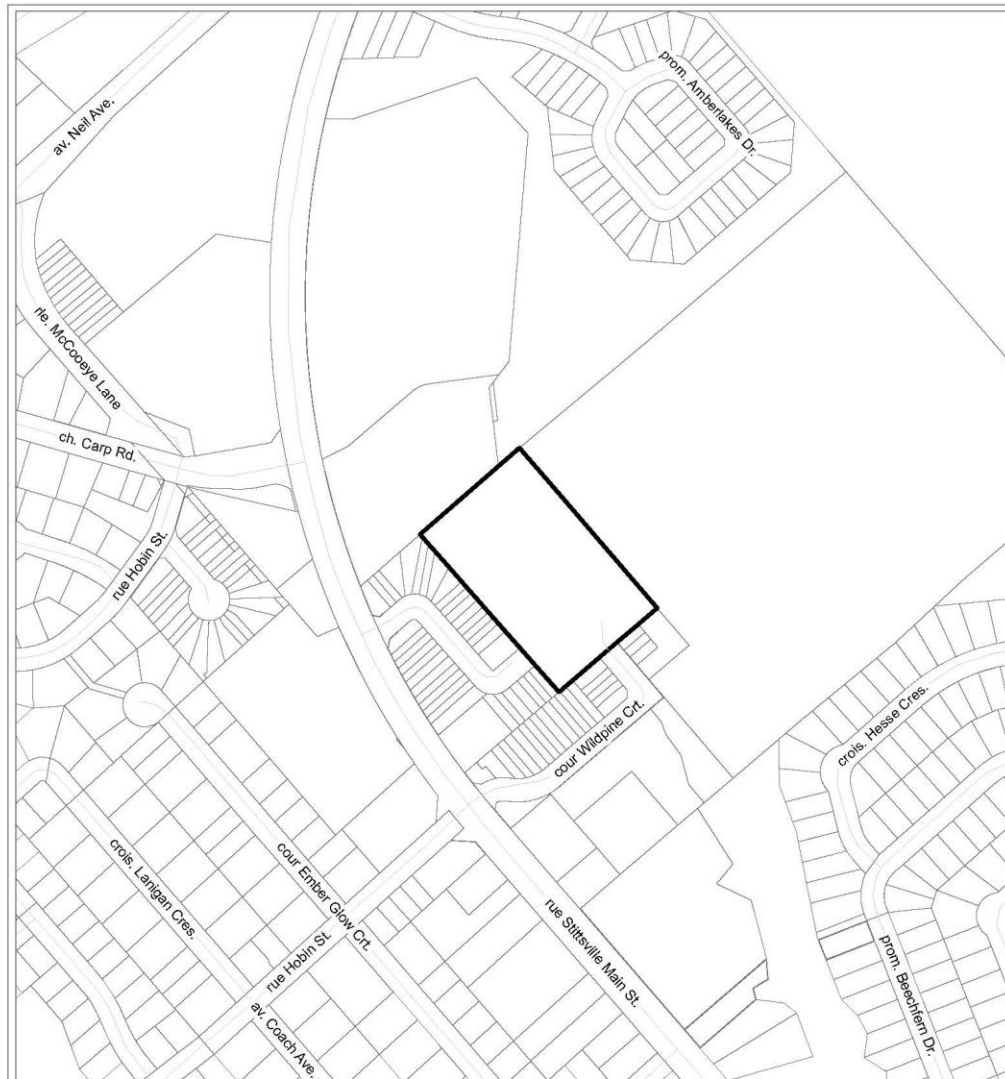 prom. Amberlakes Dr.
av. Neil Ave.
rle. McCooeye Lane
ch. Carp Rd.
rue Hobin St.
cour Wildpine Crt.
crois. Hesse Cres.
crois. Lanigan Cres.
cour Ember Glow Crt.
rue Hobin St.
rue Stittsville Main St.
prom. Beechfern Dr.
av. Coach Ave.